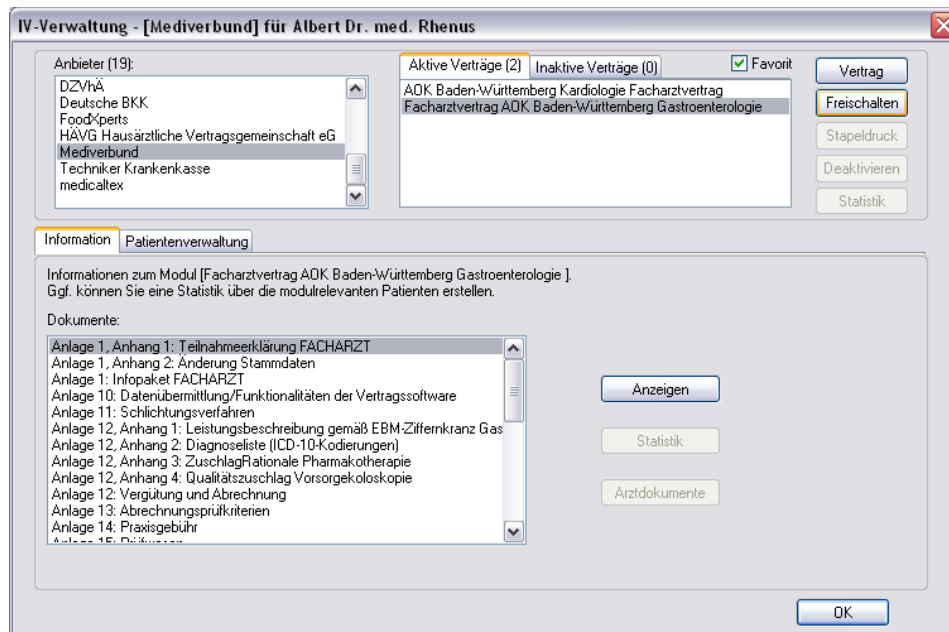 IV-Verwaltung - [Mediverbund] für Albert Dr. med. Rhenus
Anbieter (19):
DZVhÄ
Deutsche BKK
FoodXperts
HÄVG Hausärztliche Vertragsgemeinschaft eG
Mediverbund
Techniker Krankenkasse
medicaltex
Aktive Verträge (2)
Inaktive Verträge (0)
Favorit
AOK Baden-Württemberg Kardiologie Facharztvertrag
Facharztvertrag AOK Baden-Württemberg Gastroenterologie
Vertrag
Freischalten
Stapeldruck
Deaktivieren
Statistik
Information
Patientenverwaltung
Informationen zum Modul [Facharztvertrag AOK Baden-Württemberg Gastroenterologie ].
Ggf. können Sie eine Statistik über die modulrelevanten Patienten erstellen.
Dokumente:
Anlage 1, Anhang 1: Teilnahmeerklärung FACHARZT
Anlage 1, Anhang 2: Änderung Stammdaten
Anlage 1: Infopaket FACHARZT
Anlage 10: Datenübermittlung/Funktionalitäten der Vertragssoftware
Anlage 11: Schlichtungsverfahren
Anlage 12, Anhang 1: Leistungsbeschreibung gemäß EBM-Ziffernkranz Gas
Anlage 12, Anhang 2: Diagnoseliste (ICD-10-Kodierungen)
Anlage 12, Anhang 3: ZuschlagRationale Pharmakotherapie
Anlage 12, Anhang 4: Qualitätszuschlag Vorsorgekoloskopie
Anlage 12: Vergütung und Abrechnung
Anlage 13: Abrechnungsprüfkriterien
Anlage 14: Praxisgebühr
Anlage 15: Prüfwesen
Anzeigen
Statistik
Arztdokumente
OK